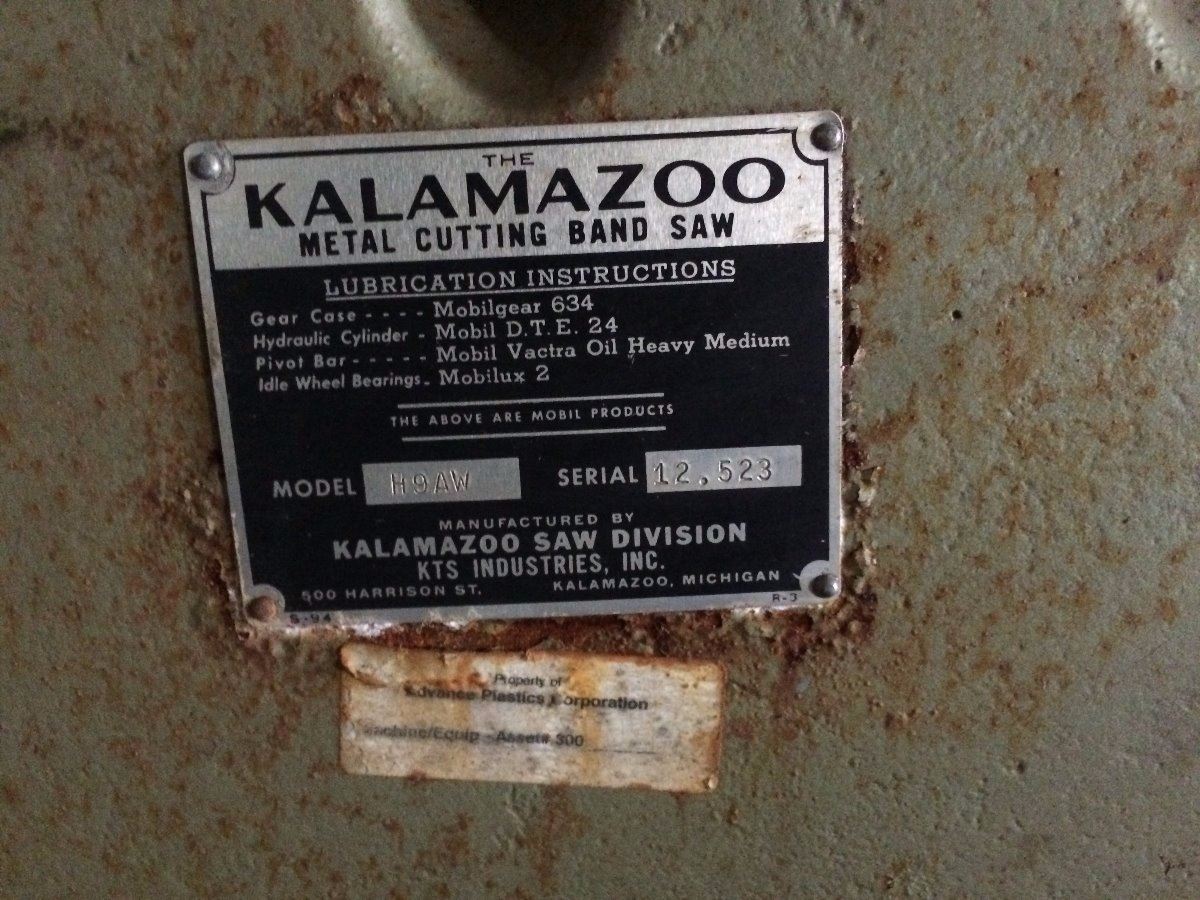 THE
KALAMAZOO
METAL CUTTING BAND SAW
LUBRICATION INSTRUCTIONS
Gear Case - - - - Mobilgear 634
Hydraulic Cylinder - Mobil D.T.E. 24
Pivot Bar - - - - - Mobil Vactra Oil Heavy Medium
Idle Wheel Bearings - Mobilux 2
THE ABOVE ARE MOBIL PRODUCTS
MODEL H9AW SERIAL 12,523
MANUFACTURED BY
KALAMAZOO SAW DIVISION
KTS INDUSTRIES, INC.
500 HARRISON ST. KALAMAZOO, MICHIGAN
S-94 R-3
Property of
Advance Plastics Corporation
Machine/Equip - Asset# 300